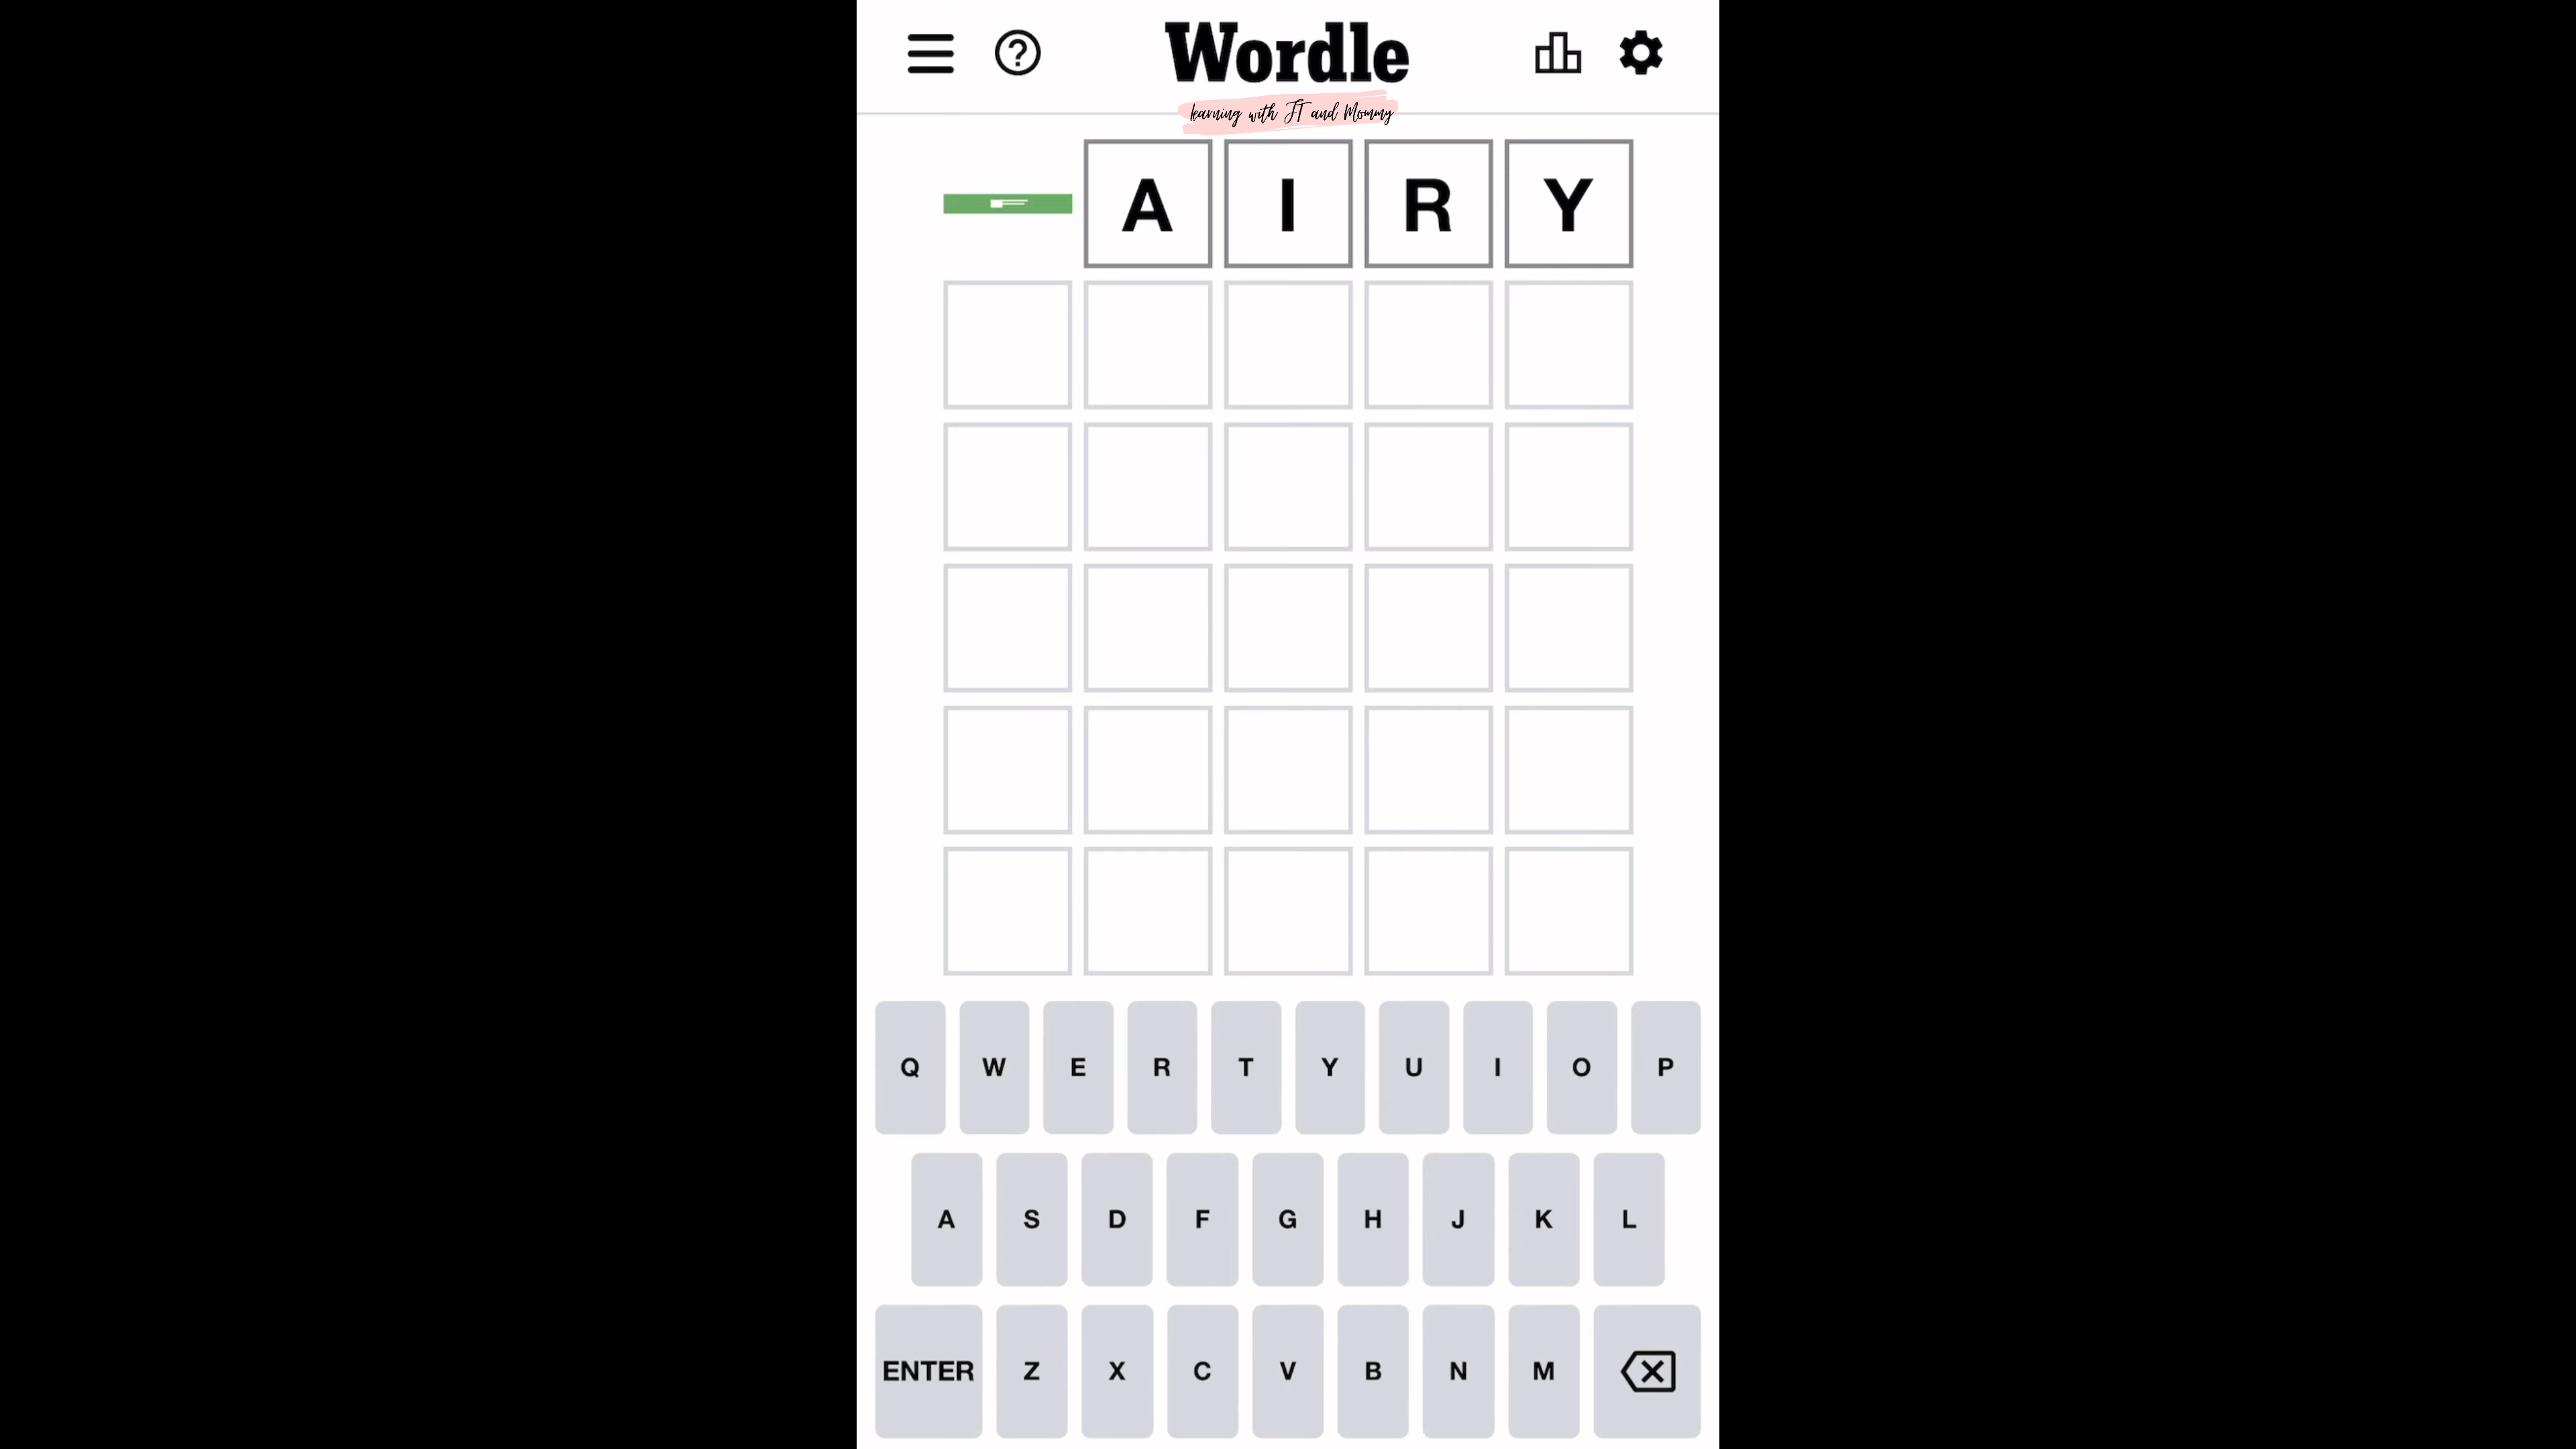 Wordle
learning with JT and Mommy
A I R Y
Q W E R T Y U I O P
A S D F G H J K L
ENTER Z X C V B N M